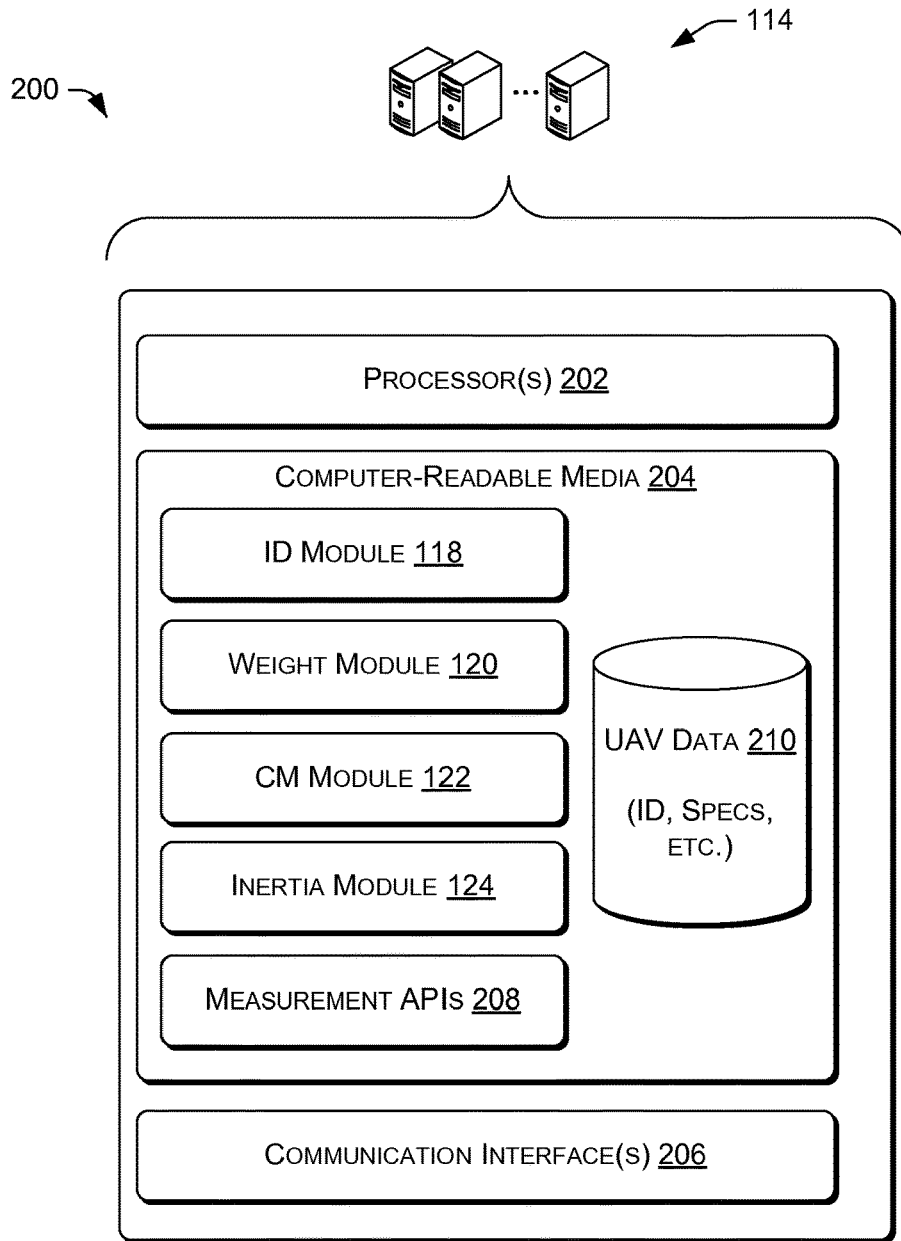 114
200
...
PROCESSOR(S) 202
COMPUTER-READABLE MEDIA 204
ID MODULE 118
WEIGHT MODULE 120
UAV DATA 210
(ID, SPECS,
ETC.)
CM MODULE 122
INERTIA MODULE 124
MEASUREMENT APIS 208
COMMUNICATION INTERFACE(S) 206